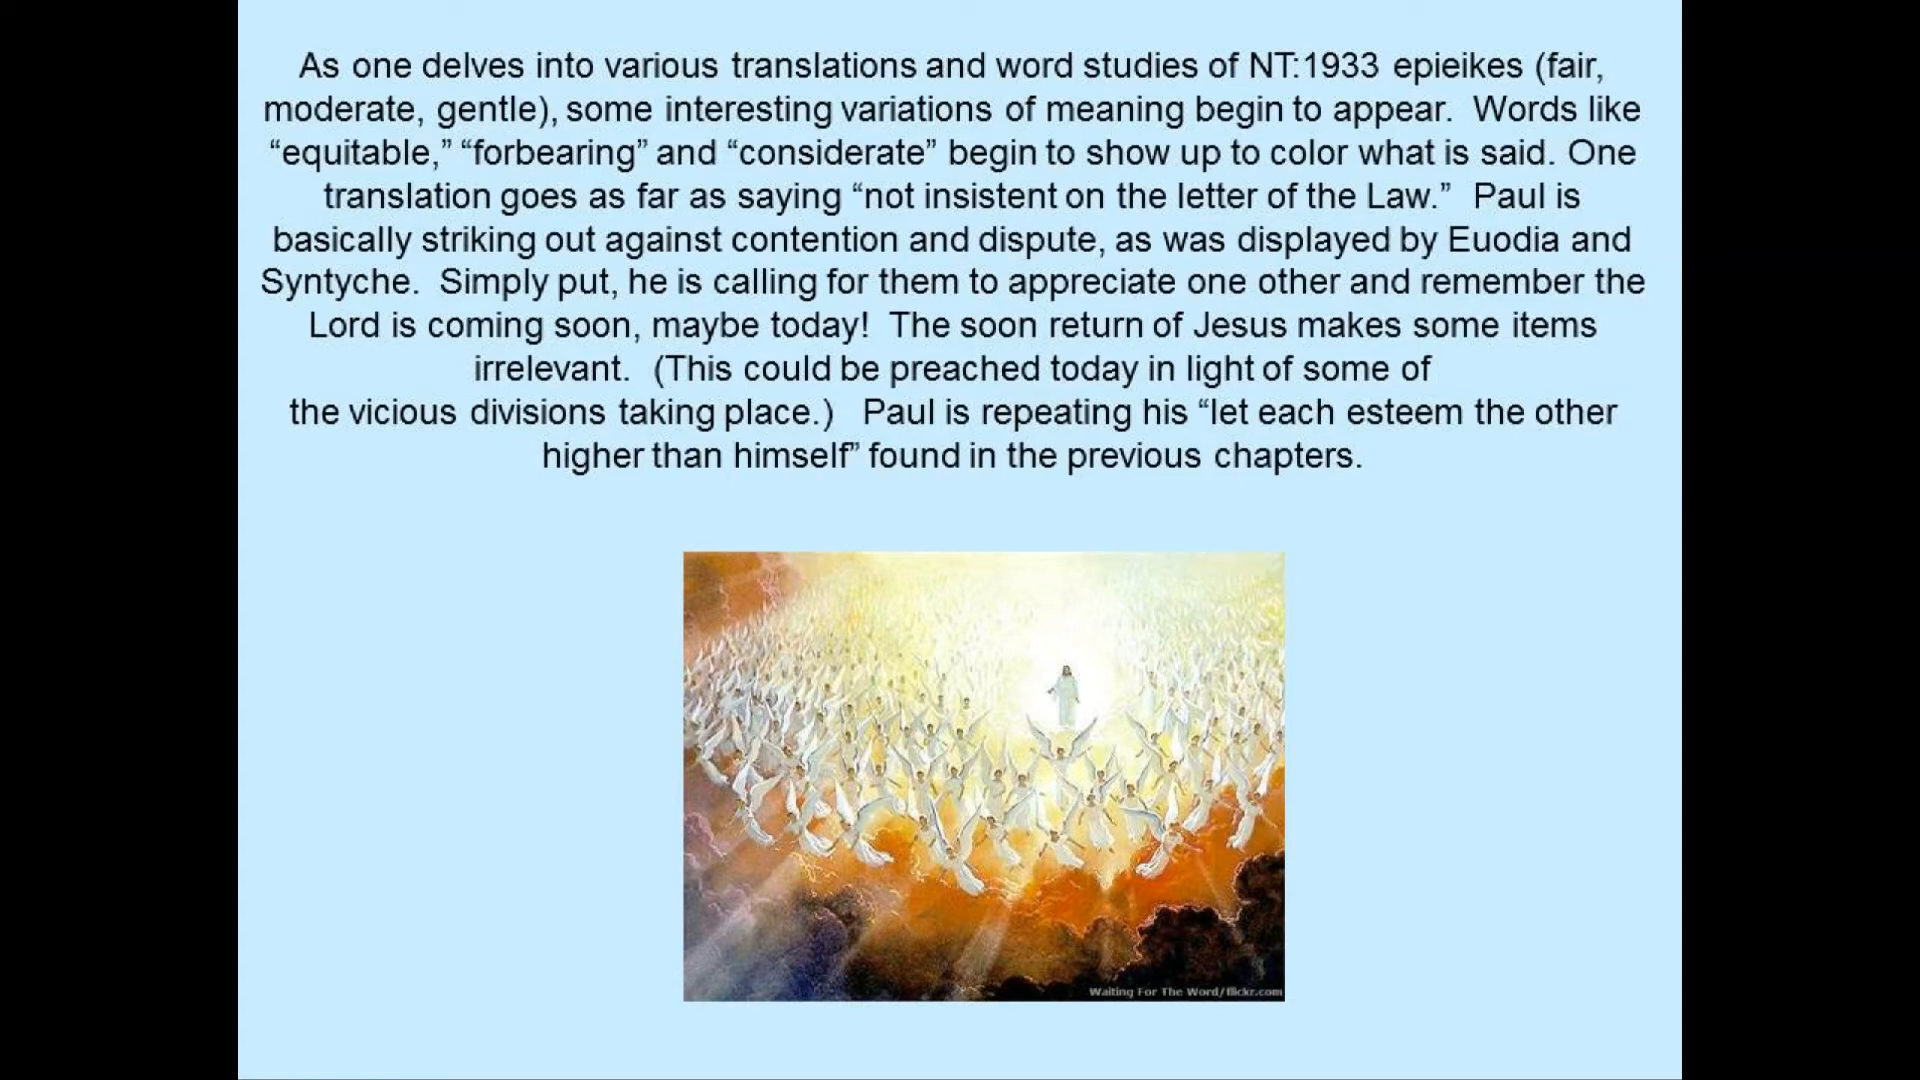 As one delves into various translations and word studies of NT:1933 epieikes (fair,
moderate, gentle), some interesting variations of meaning begin to appear.  Words like
“equitable,” “forbearing” and “considerate” begin to show up to color what is said. One
translation goes as far as saying “not insistent on the letter of the Law.”  Paul is
basically striking out against contention and dispute, as was displayed by Euodia and
Syntyche.  Simply put, he is calling for them to appreciate one other and remember the
Lord is coming soon, maybe today!  The soon return of Jesus makes some items
irrelevant.  (This could be preached today in light of some of
the vicious divisions taking place.)   Paul is repeating his “let each esteem the other
higher than himself” found in the previous chapters.
Waiting For The Word/flickr.com